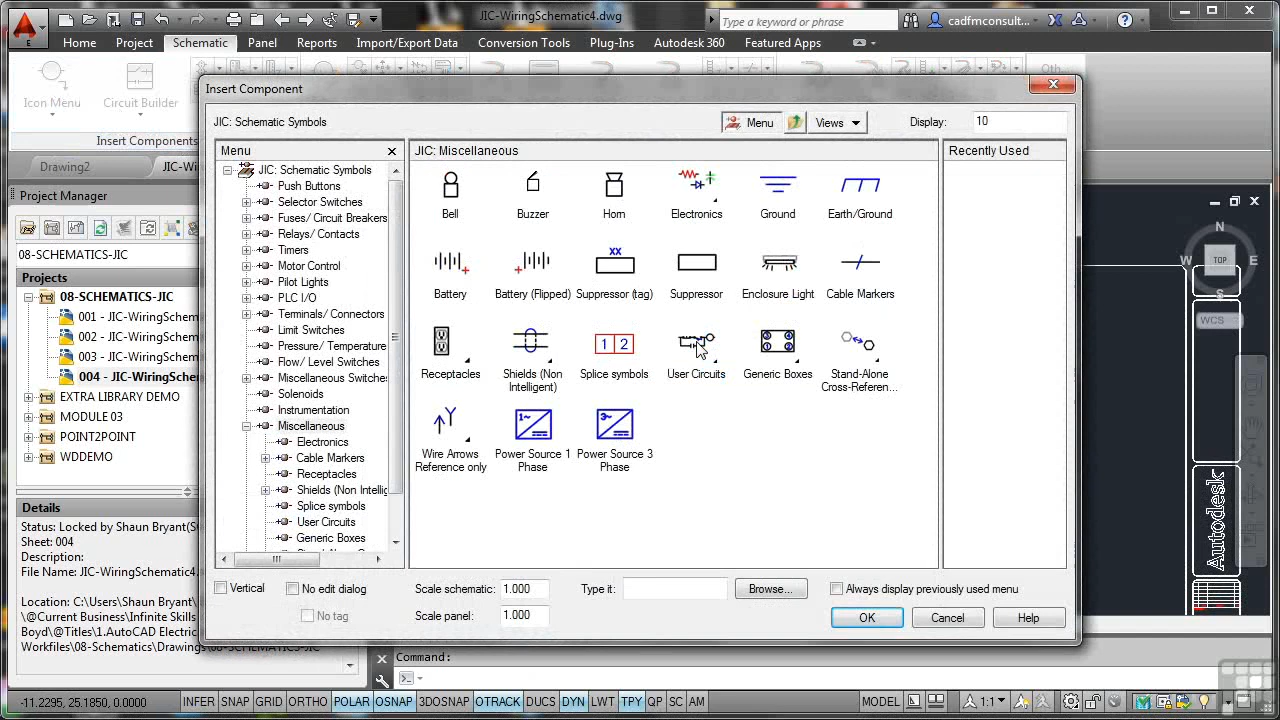 JIC-WiringSchematic4.dwg
Type a keyword or phrase
cadfmconsult...
Home Project Schematic Panel Reports Import/Export Data Conversion Tools Plug-Ins Autodesk 360 Featured Apps
Icon Menu
Circuit Builder
Insert Components
Drawing2
Project Manager
08-SCHEMATICS-JIC
Projects
08-SCHEMATICS-JIC
001 - JIC-WiringSchem
002 - JIC-WiringSchem
003 - JIC-WiringSchem
004 - JIC-WiringSche
EXTRA LIBRARY DEMO
MODULE 03
POINT2POINT
WDDEMO
Details
Status: Locked by Shaun Bryant(S
Sheet: 004
Description:
File Name: JIC-WiringSchematic4.
Location: C:\Users\Shaun Bryant\
\@Current Business\Infinite Skills
Boyd\@Titles\1.AutoCAD Electric
Workfiles\08-Schematics\Drawings\08-SCHEMATICS-JIC
Insert Component
JIC: Schematic Symbols
Menu
Views
Display: 10
Menu
JIC: Schematic Symbols
Push Buttons
Selector Switches
Fuses/ Circuit Breakers
Relays/ Contacts
Timers
Motor Control
Pilot Lights
PLC I/O
Terminals/ Connectors
Limit Switches
Pressure/ Temperature
Flow/ Level Switches
Miscellaneous Switches
Solenoids
Instrumentation
Miscellaneous
Electronics
Cable Markers
Receptacles
Shields (Non Intellig
Splice symbols
User Circuits
Generic Boxes
JIC: Miscellaneous
Bell Buzzer Horn Electronics Ground Earth/Ground
XX
Battery Battery (Flipped) Suppressor (tag) Suppressor Enclosure Light Cable Markers
1 2
Receptacles Shields (Non Intelligent) Splice symbols User Circuits Generic Boxes Stand-Alone Cross-Referen...
1~
3~
Wire Arrows Reference only Power Source 1 Phase Power Source 3 Phase
Recently Used
Vertical
No edit dialog
No tag
Scale schematic: 1.000
Scale panel: 1.000
Type it:
Browse...
Always display previously used menu
OK
Cancel
Help
N
W
TOP
E
S
WCS
Autodesk
Command:
-11.2295, 25.1850, 0.0000
INFER SNAP GRID ORTHO POLAR OSNAP 3DOSNAP OTRACK DUCS DYN LWT TPY QP SC AM
MODEL
1:1